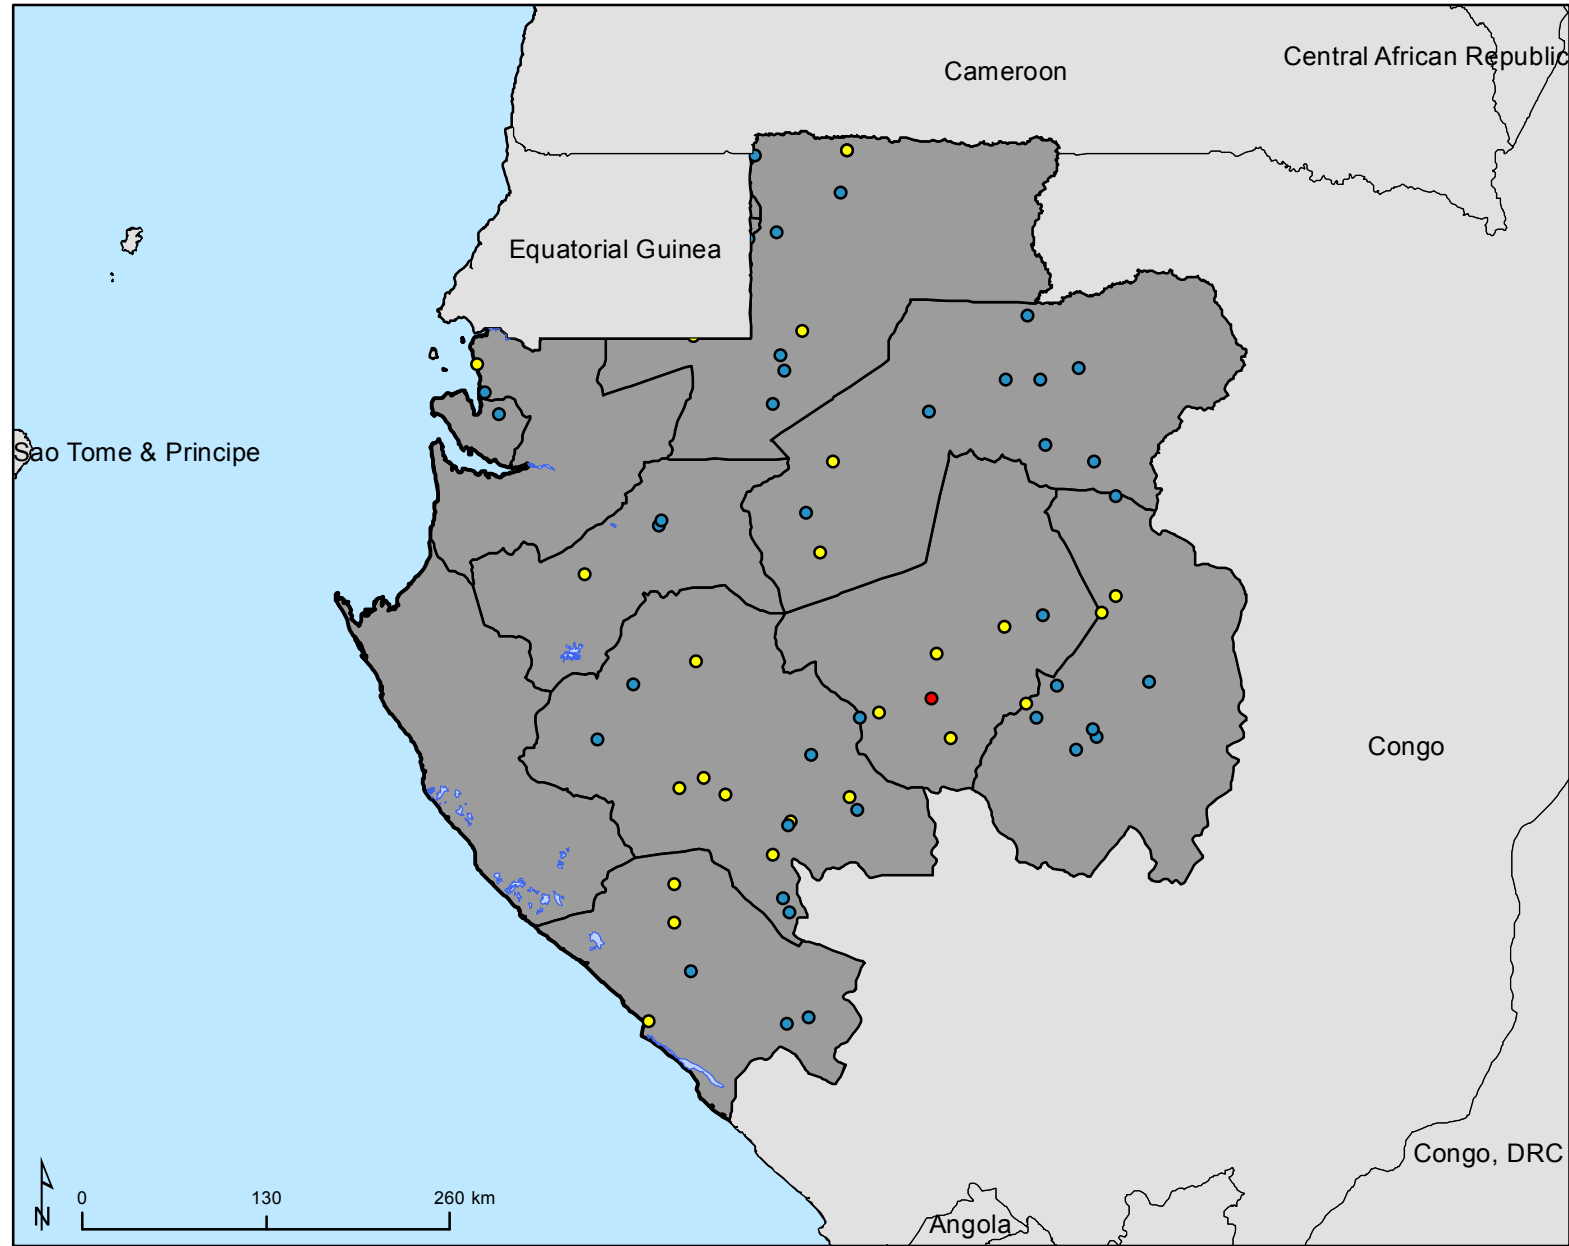 Central African Republic
Cameroon
Equatorial Guinea
Sao Tome & Principe
Congo
Congo, DRC
N
0 130 260 km
Angola